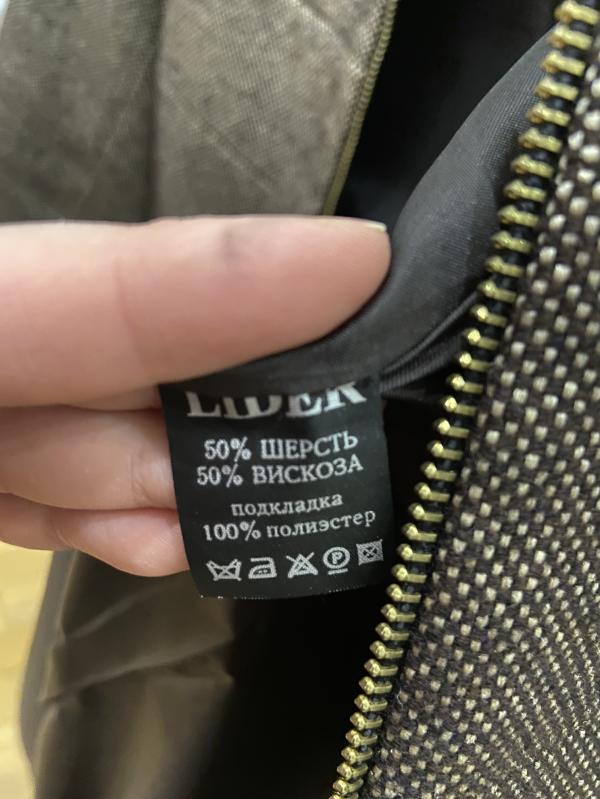 LIDER
50% ШЕРСТЬ
50% ВИСКОЗА
подкладка
100% полиэстер
P